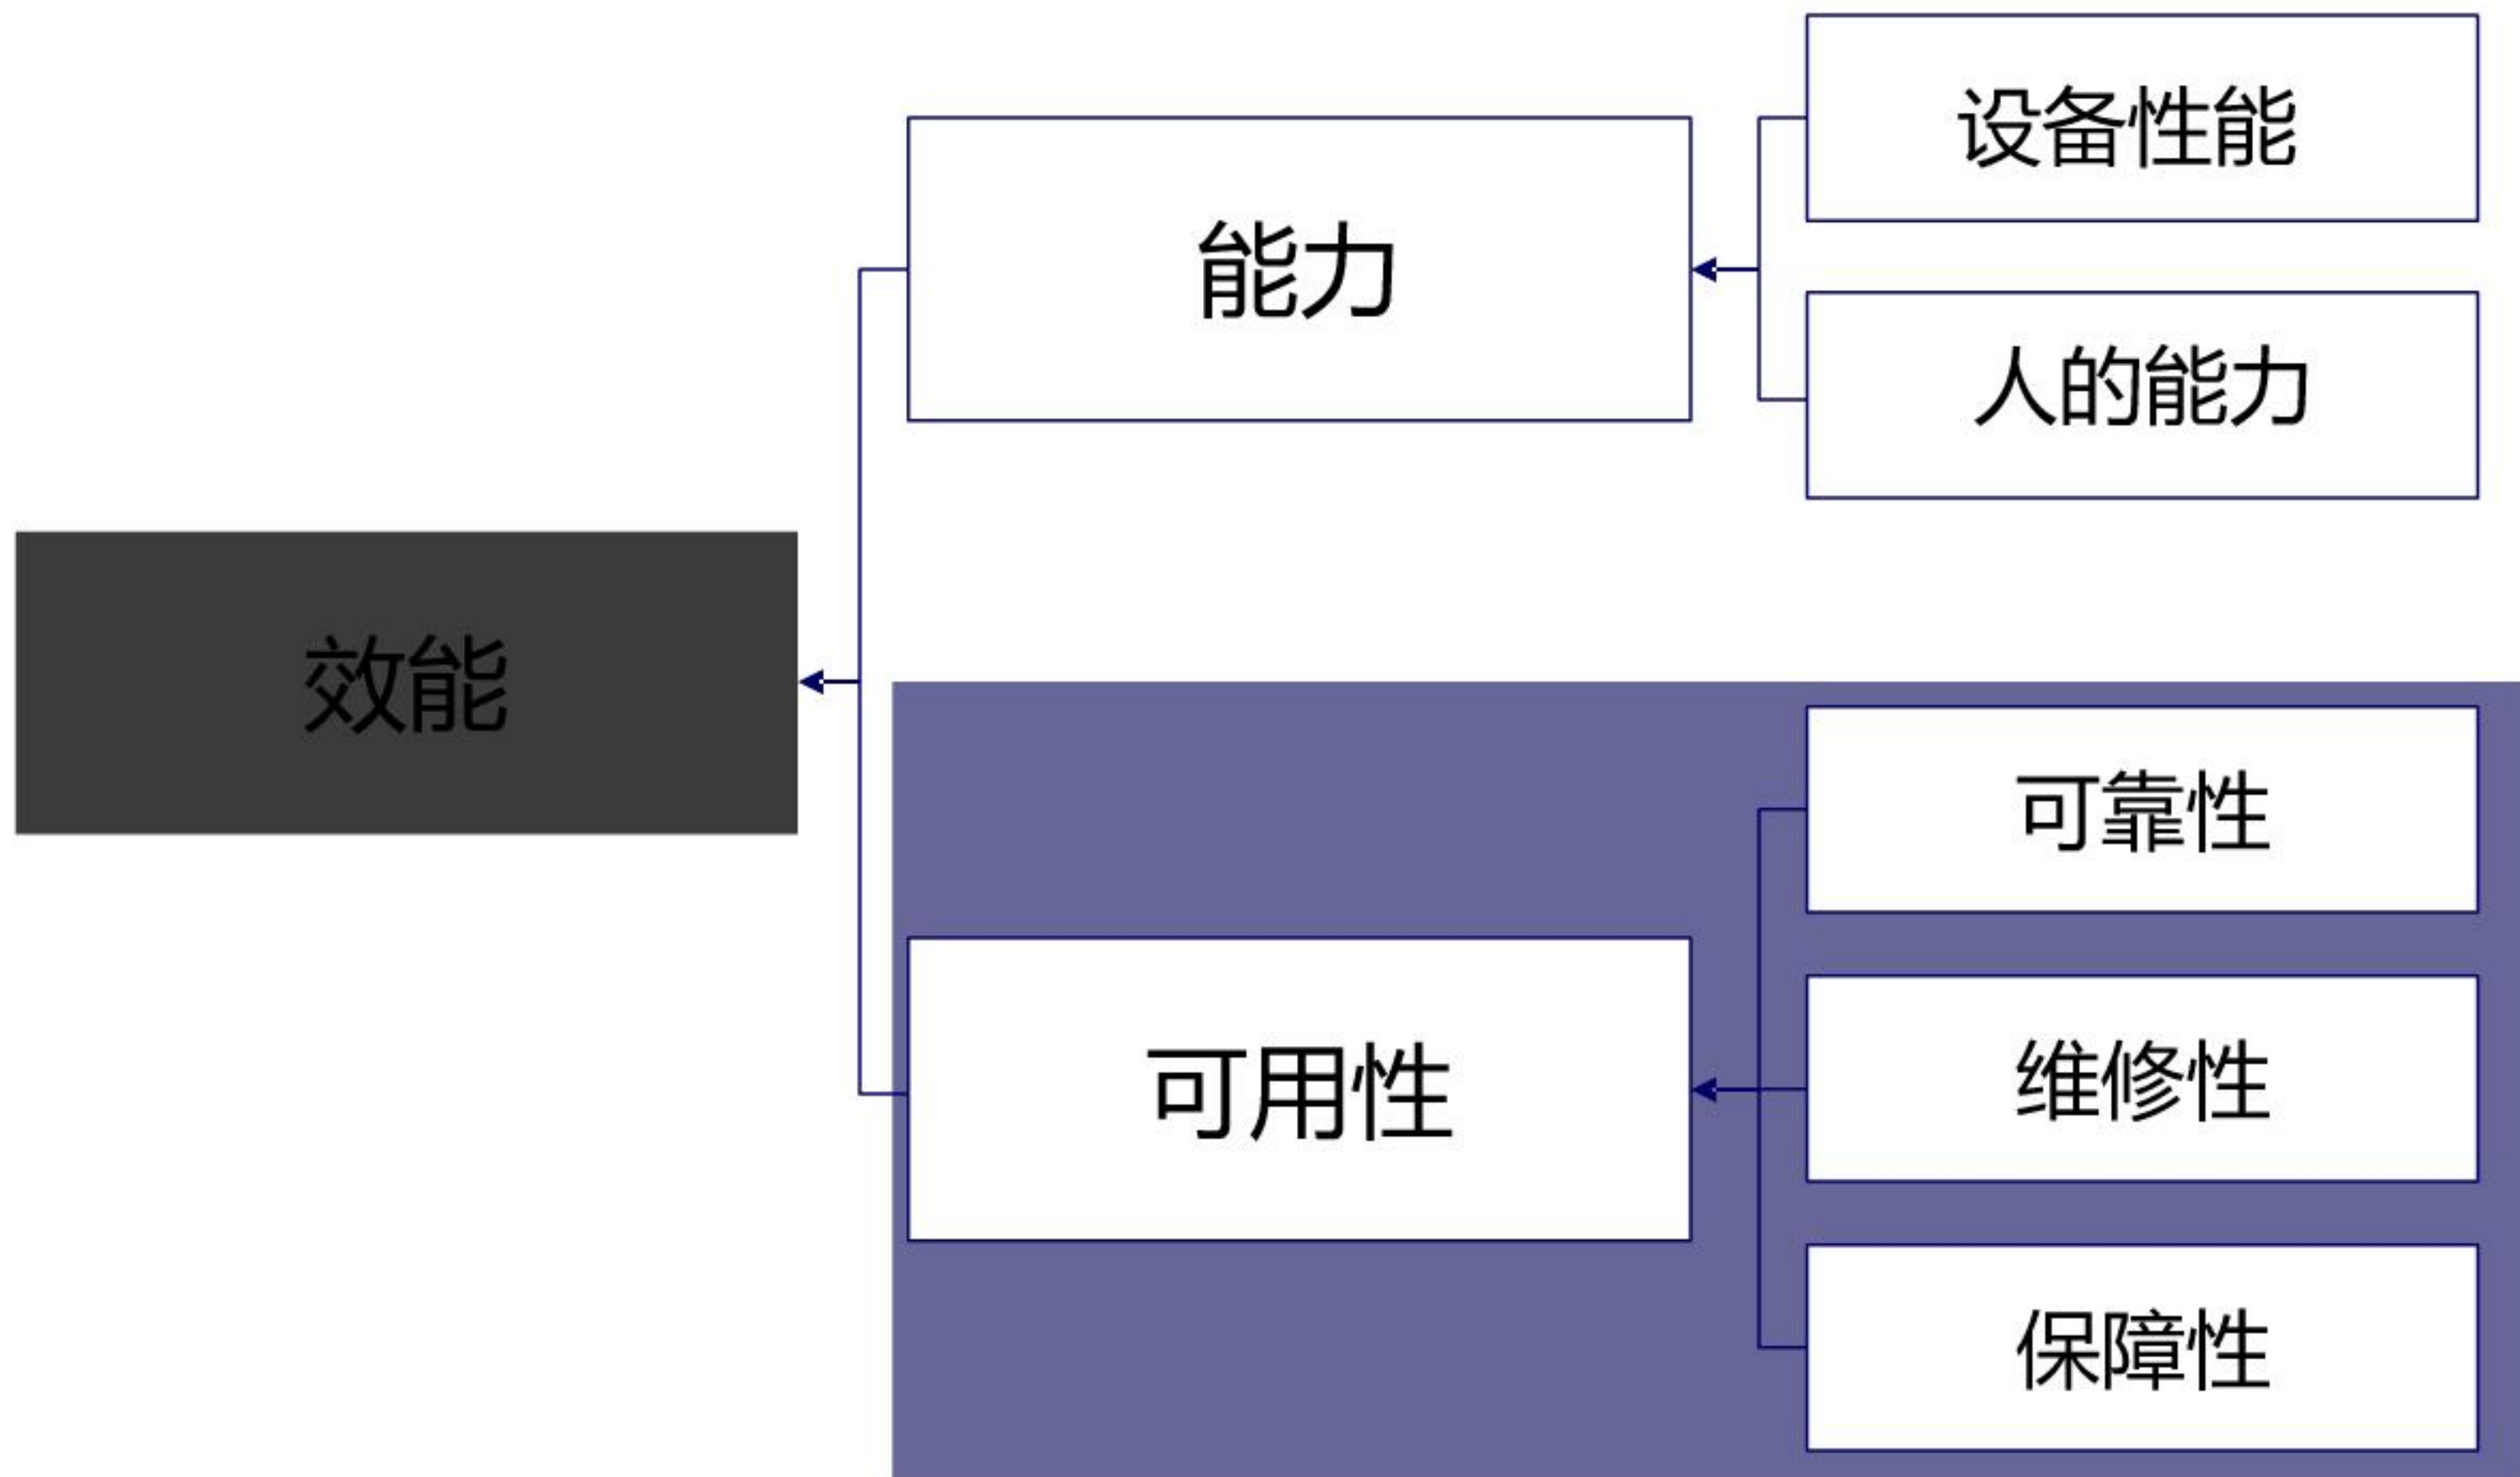 设备性能
能力
人的能力
效能
可靠性
可用性
维修性
保障性